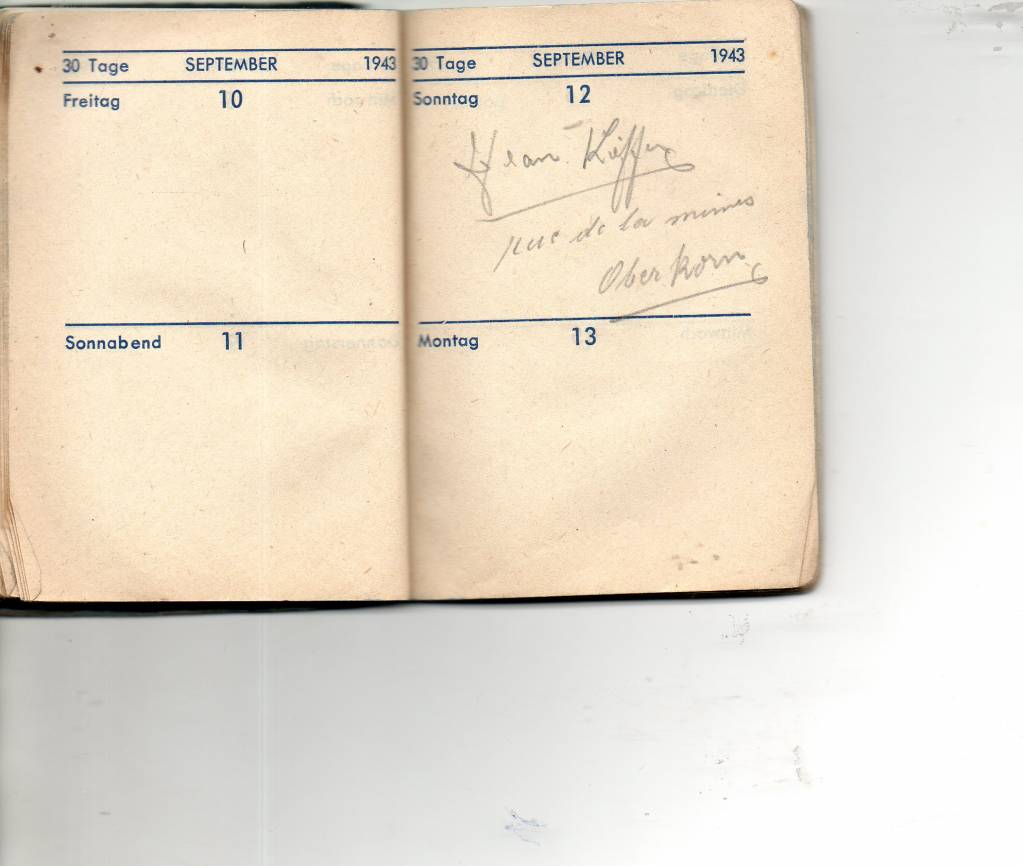 30 Tage SEPTEMBER 1943
Freitag 10
Sonnabend 11
30 Tage SEPTEMBER 1943
Sonntag 12
Jean Kieffer
rue de la mines
Oberkorn
Montag 13